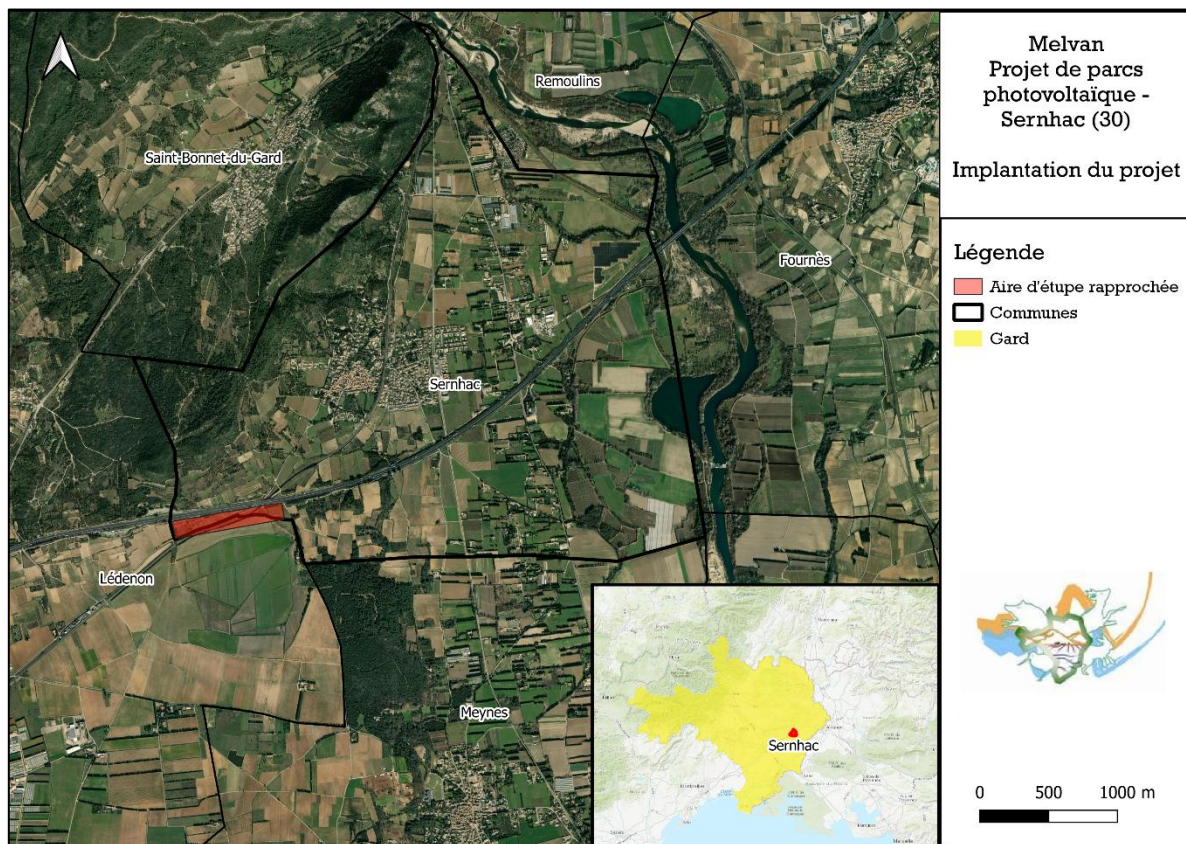 Melvan
Projet de parcs
photovoltaïque -
Sernhac (30)
Implantation du projet
Légende
Aire d'étupe rapprochée
Communes
Gard
Remoulins
Saint-Bonnet-du-Gard
Fournès
Sernhac
Lédenon
Meynes
Sernhac
0 500 1000 m